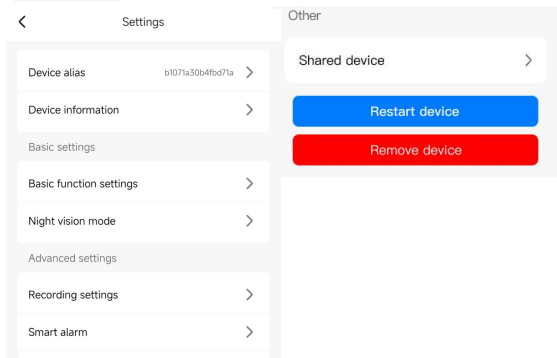 Settings
Device alias b1071a30b4fbd71a
Device information
Basic settings
Basic function settings
Night vision mode
Advanced settings
Recording settings
Smart alarm
Other
Shared device
Restart device
Remove device